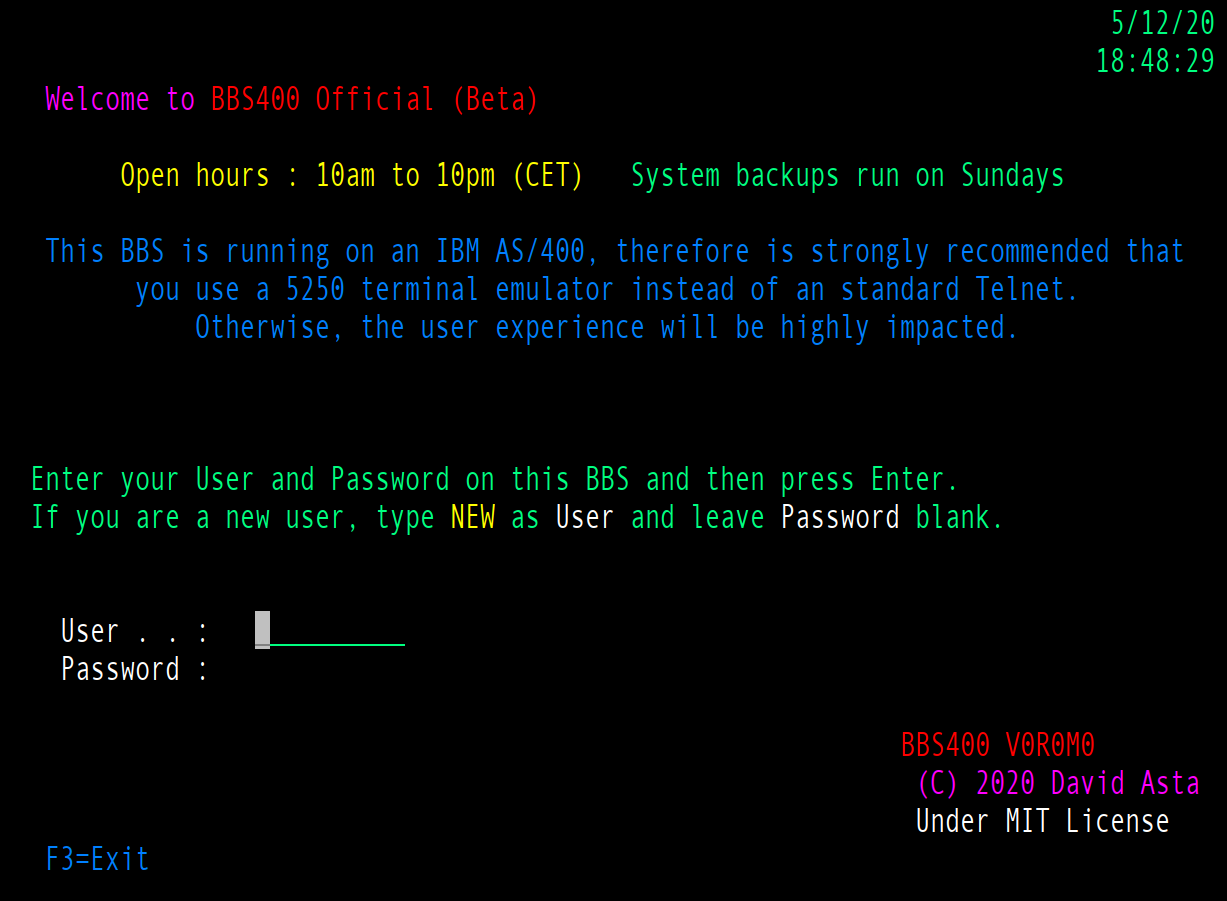 5/12/20
18:48:29
Welcome to BBS400 Official (Beta)
Open hours : 10am to 10pm (CET) System backups run on Sundays
This BBS is running on an IBM AS/400, therefore is strongly recommended that
you use a 5250 terminal emulator instead of an standard Telnet.
Otherwise, the user experience will be highly impacted.
Enter your User and Password on this BBS and then press Enter.
If you are a new user, type NEW as User and leave Password blank.
User . . :
Password :
BBS400 V0R0M0
(C) 2020 David Asta
Under MIT License
F3=Exit